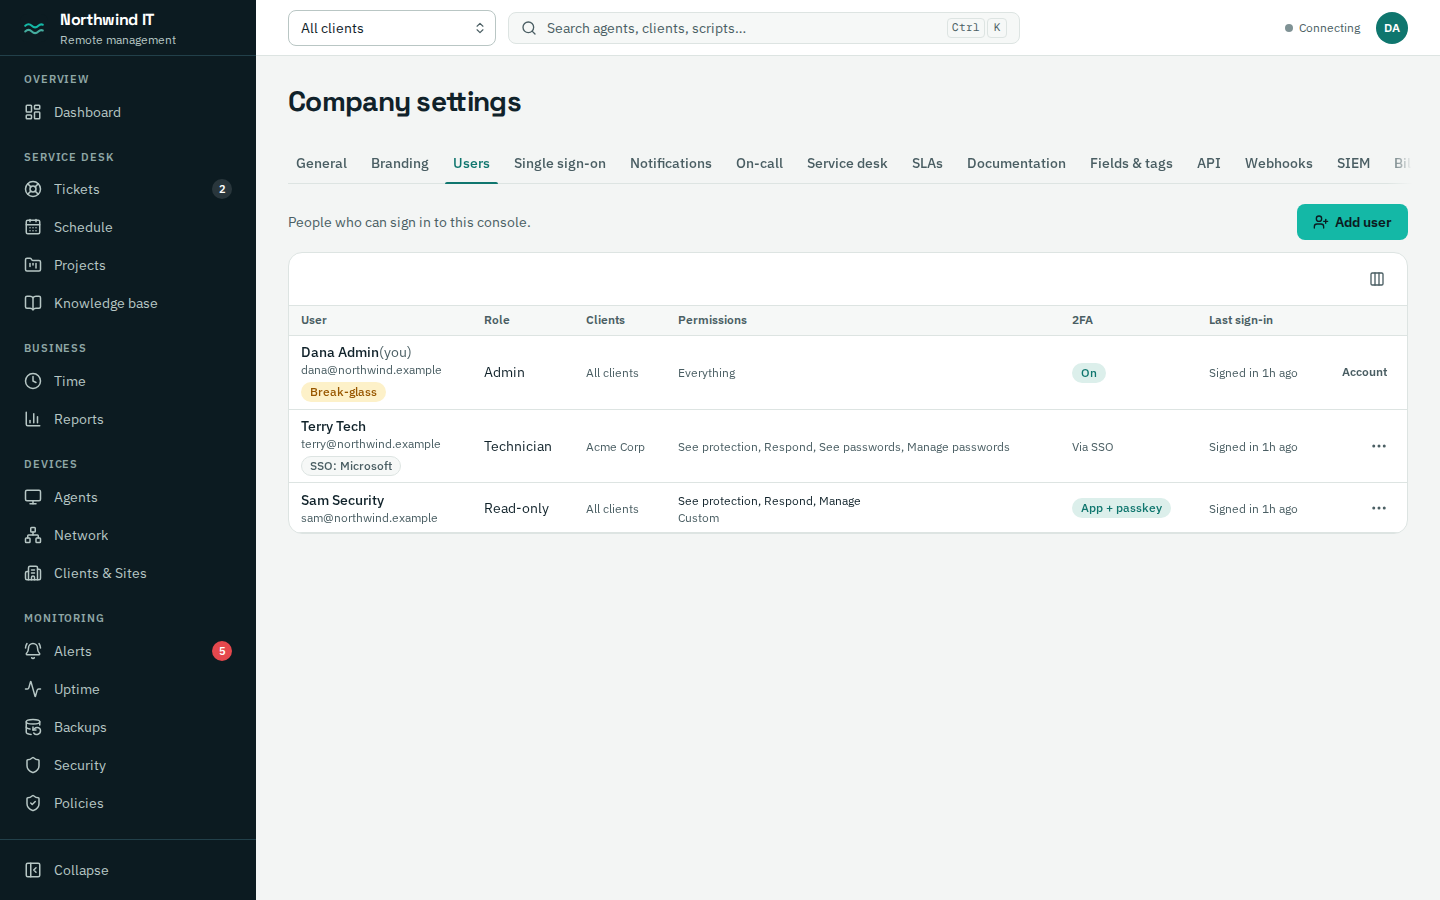 Northwind IT
Remote management
All clients
Search agents, clients, scripts...
Ctrl K
Connecting
DA
OVERVIEW
Dashboard
SERVICE DESK
Tickets 2
Schedule
Projects
Knowledge base
BUSINESS
Time
Reports
DEVICES
Agents
Network
Clients & Sites
MONITORING
Alerts 5
Uptime
Backups
Security
Policies
Collapse
Company settings
General Branding Users Single sign-on Notifications On-call Service desk SLAs Documentation Fields & tags API Webhooks SIEM
People who can sign in to this console.
Add user
User Role Clients Permissions 2FA Last sign-in
Dana Admin(you)
dana@northwind.example
Break-glass
Admin All clients Everything On Signed in 1h ago Account
Terry Tech
terry@northwind.example
SSO: Microsoft
Technician Acme Corp See protection, Respond, See passwords, Manage passwords Via SSO Signed in 1h ago
Sam Security
sam@northwind.example
Read-only All clients See protection, Respond, Manage
Custom
App + passkey Signed in 1h ago